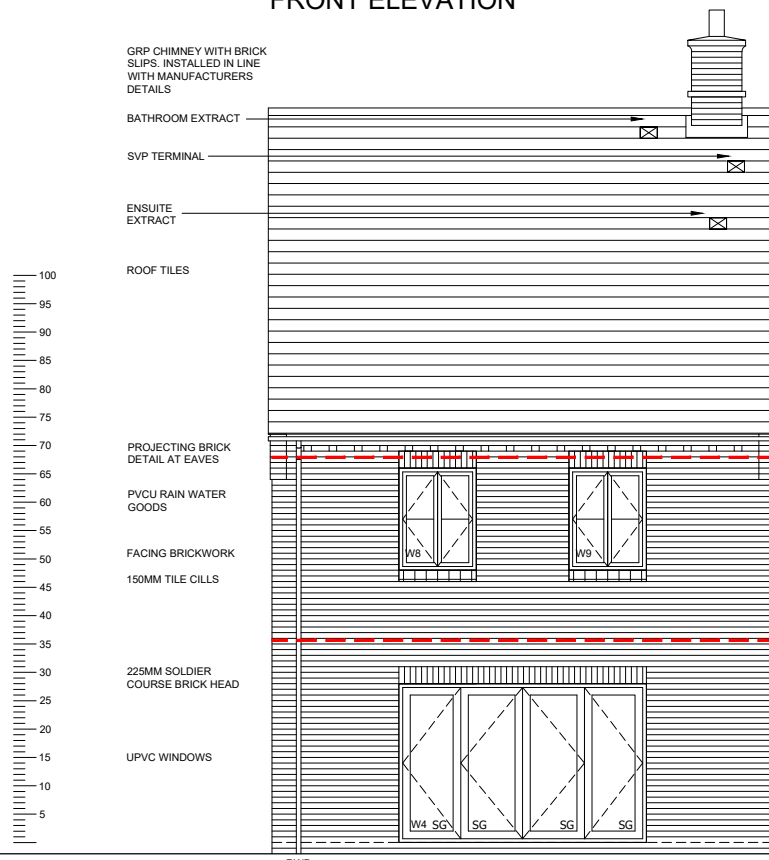 FRONT ELEVATION
GRP CHIMNEY WITH BRICK
SLIPS. INSTALLED IN LINE
WITH MANUFACTURERS
DETAILS
BATHROOM EXTRACT
SVP TERMINAL
ENSUITE
EXTRACT
ROOF TILES
100
95
90
85
80
75
70
65
60
55
50
45
40
35
30
25
20
15
10
5
PROJECTING BRICK
DETAIL AT EAVES
PVCU RAIN WATER
GOODS
FACING BRICKWORK
150MM TILE CILLS
225MM SOLDIER
COURSE BRICK HEAD
UPVC WINDOWS
W8
W9
W4 SG SG SG SG